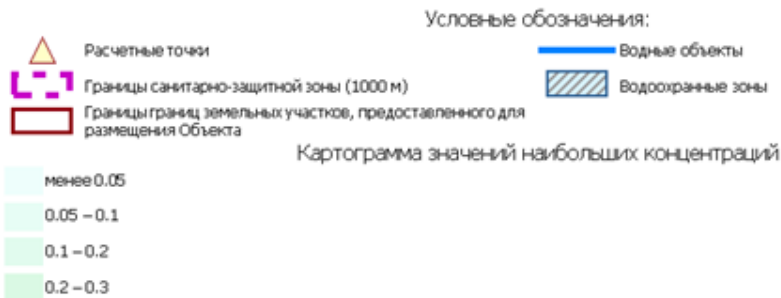 Условные обозначения:
Расчетные точки
Водные объекты
Границы санитарно-защитной зоны (1000 м)
Водоохранные зоны
Границы границ земельных участков, предоставленного для
размещения Объекта
Картограмма значений наибольших концентраций
менее 0.05
0.05 – 0.1
0.1 – 0.2
0.2 – 0.3